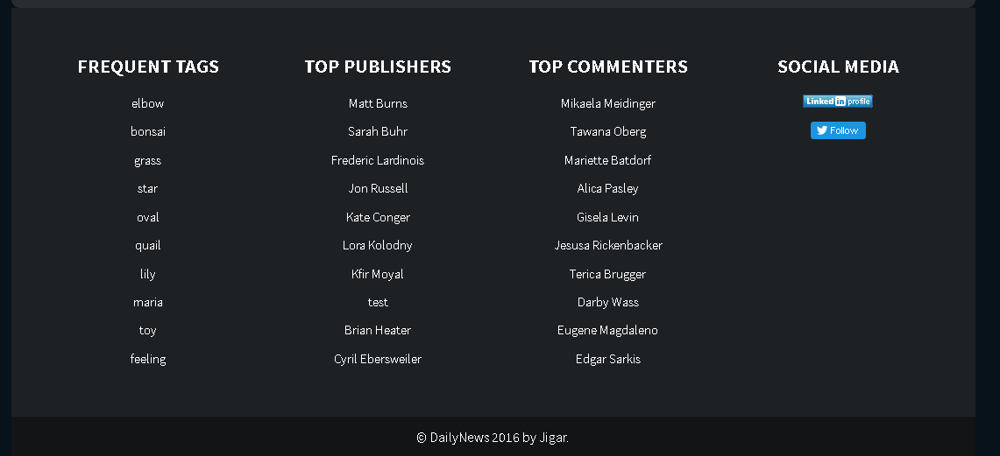 FREQUENT TAGS
elbow
bonsai
grass
star
oval
quail
lily
maria
toy
feeling
TOP PUBLISHERS
Matt Burns
Sarah Buhr
Frederic Lardinois
Jon Russell
Kate Conger
Lora Kolodny
Kfir Moyal
test
Brian Heater
Cyril Ebersweiler
TOP COMMENTERS
Mikaela Meidinger
Tawana Oberg
Mariette Batdorf
Alica Pasley
Gisela Levin
Jesusa Rickenbacker
Terica Brugger
Darby Wass
Eugene Magdaleno
Edgar Sarkis
SOCIAL MEDIA
Linked in profile
Follow
© DailyNews 2016 by Jigar.